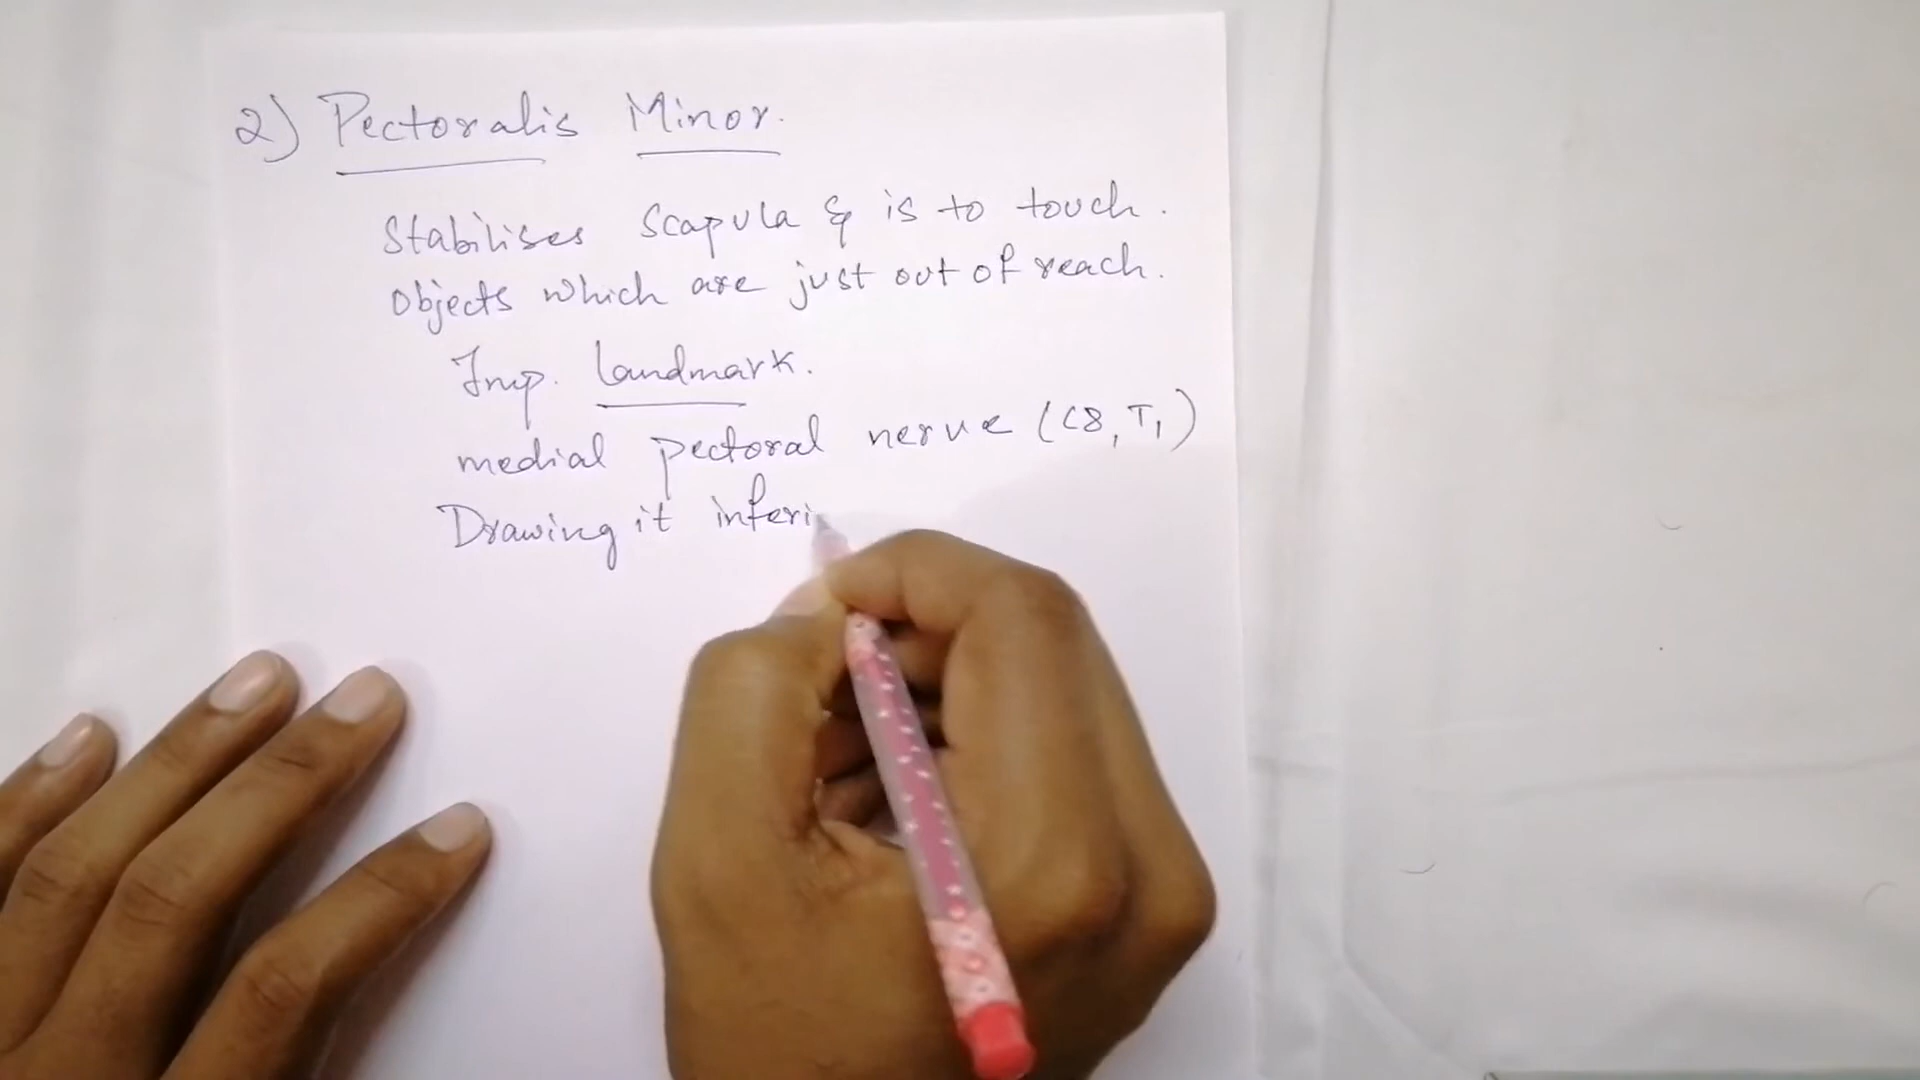 2) Pectoralis Minor.
Stabilises Scapula & is to touch.
objects which are just out of reach.
Imp. landmark.
medial pectoral nerve (C8, T1)
Drawing it inferi